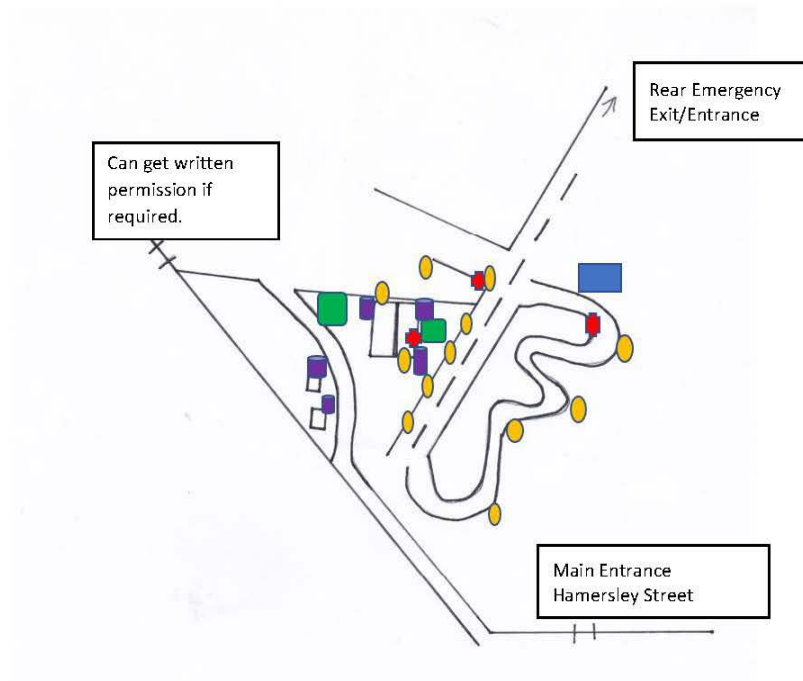 Rear Emergency
Exit/Entrance
Can get written
permission if
required.
Main Entrance
Hamersley Street